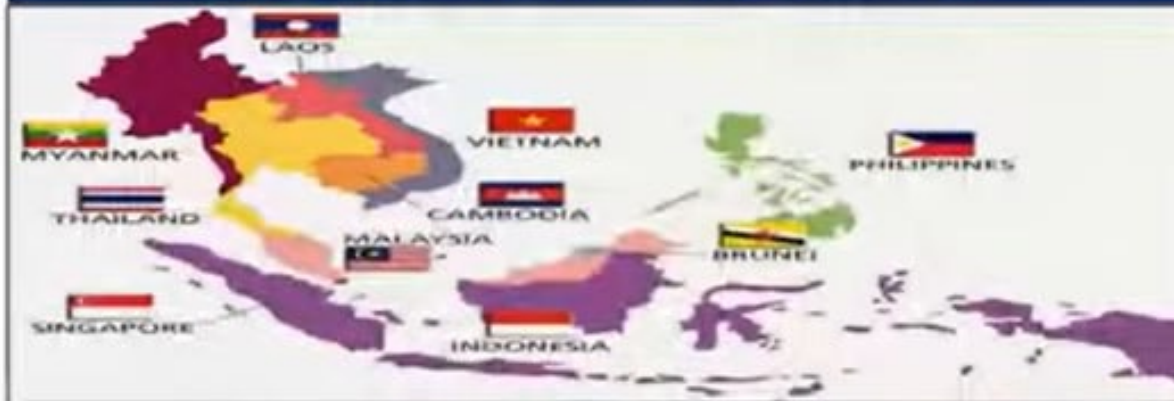 LAOS
VIETNAM
MYANMAR
PHILIPPINES
THAILAND
CAMBODIA
MALAYSIA
BRUNEI
SINGAPORE
INDONESIA